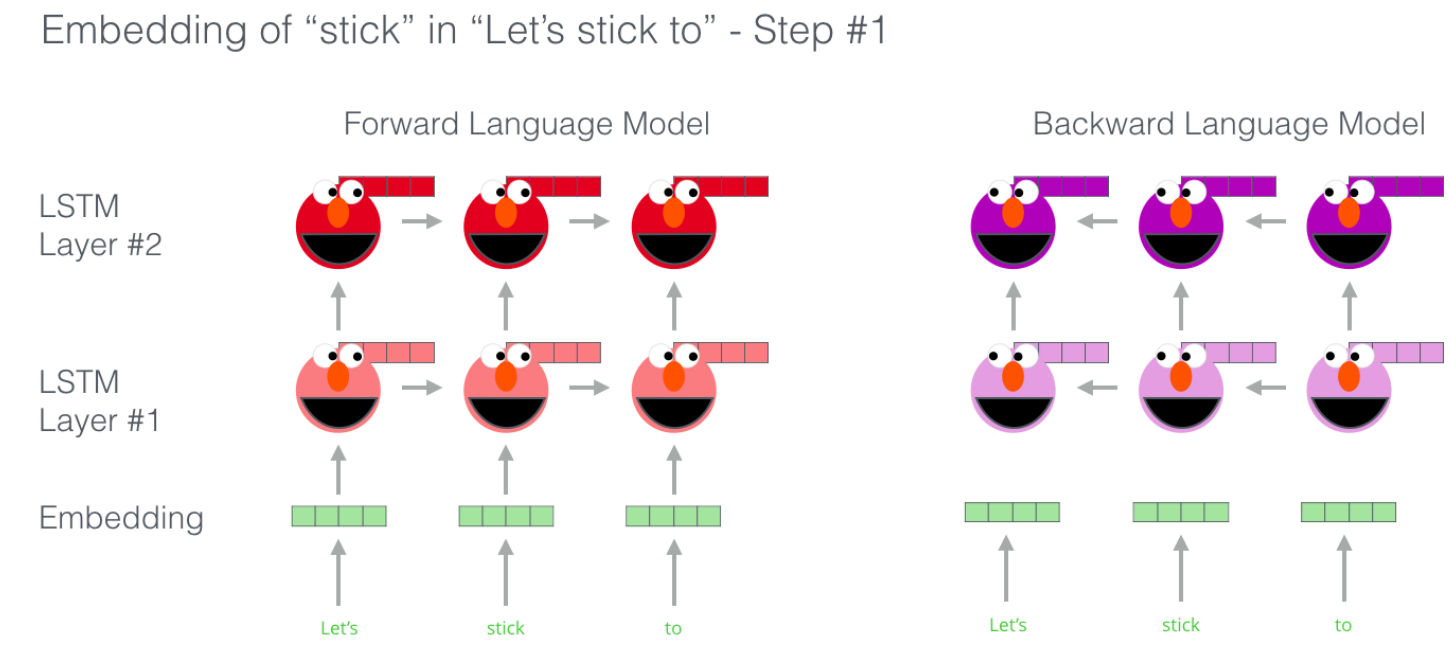 Embedding of “stick” in “Let’s stick to” - Step #1
Forward Language Model
Backward Language Model
LSTM
Layer #2
LSTM
Layer #1
Embedding
Let’s
stick
to
Let’s
stick
to